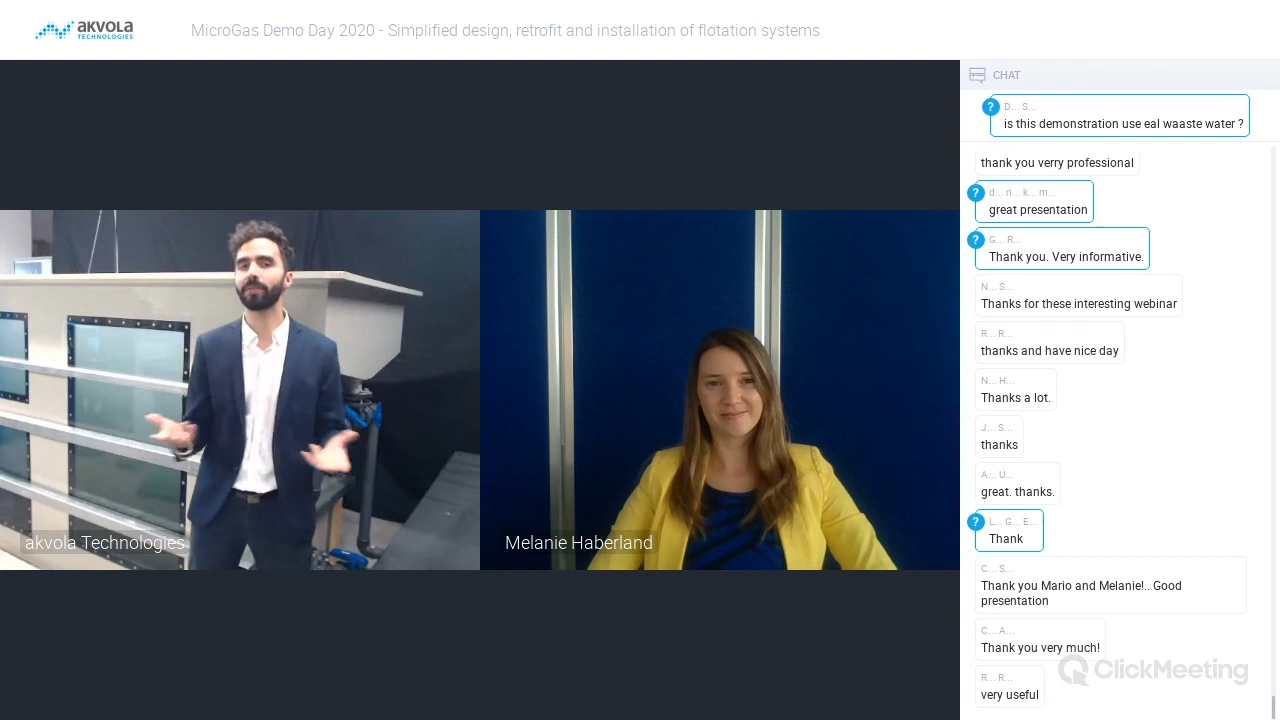 akvola
TECHNOLOGIES
MicroGas Demo Day 2020 - Simplified design, retrofit and installation of flotation systems
CHAT
? D... S...
is this demonstration use eal waaste water ?
thank you verry professional
? d... n... k... m...
great presentation
? G... R...
Thank you. Very informative.
N... S...
Thanks for these interesting webinar
R... R...
thanks and have nice day
N... H...
Thanks a lot.
J... S...
thanks
A... U...
great. thanks.
? L... G... E...
Thank
C... S...
Thank you Mario and Melanie!.. Good
presentation
C... A...
Thank you very much!
R... R...
very useful
akvola Technologies
Melanie Haberland
ClickMeeting